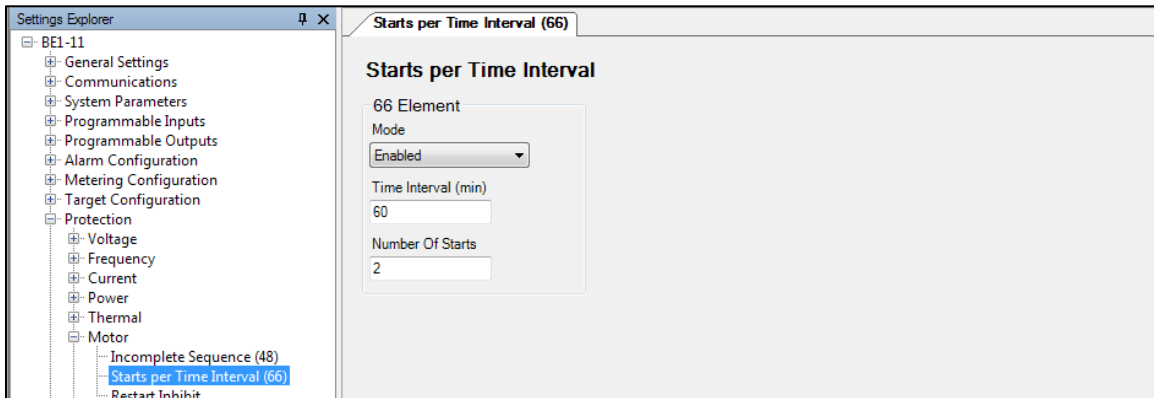 Settings Explorer
BE1-11
General Settings
Communications
System Parameters
Programmable Inputs
Programmable Outputs
Alarm Configuration
Metering Configuration
Target Configuration
Protection
Voltage
Frequency
Current
Power
Thermal
Motor
Incomplete Sequence (48)
Starts per Time Interval (66)
Restart Inhibit
Starts per Time Interval (66)
Starts per Time Interval
66 Element
Mode
Enabled
Time Interval (min)
60
Number Of Starts
2